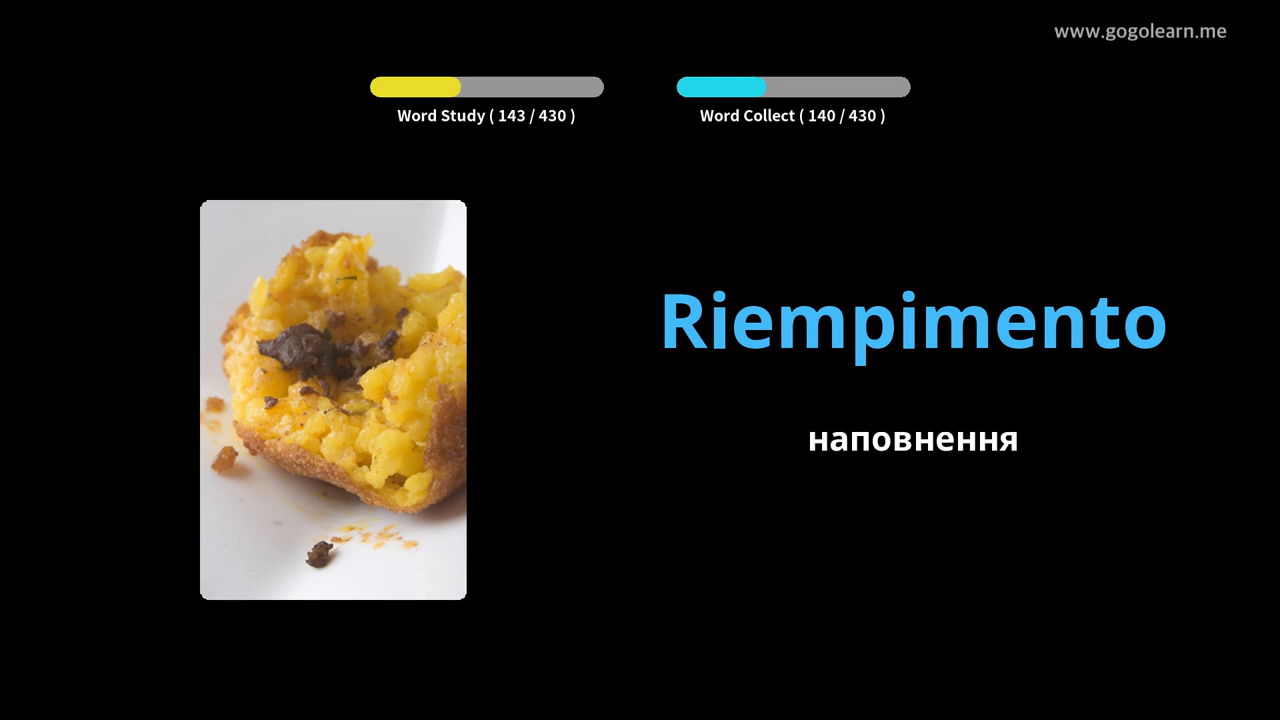 www.gogolearn.me
Word Study ( 143 / 430 )
Word Collect ( 140 / 430 )
Riempimento
наповнення